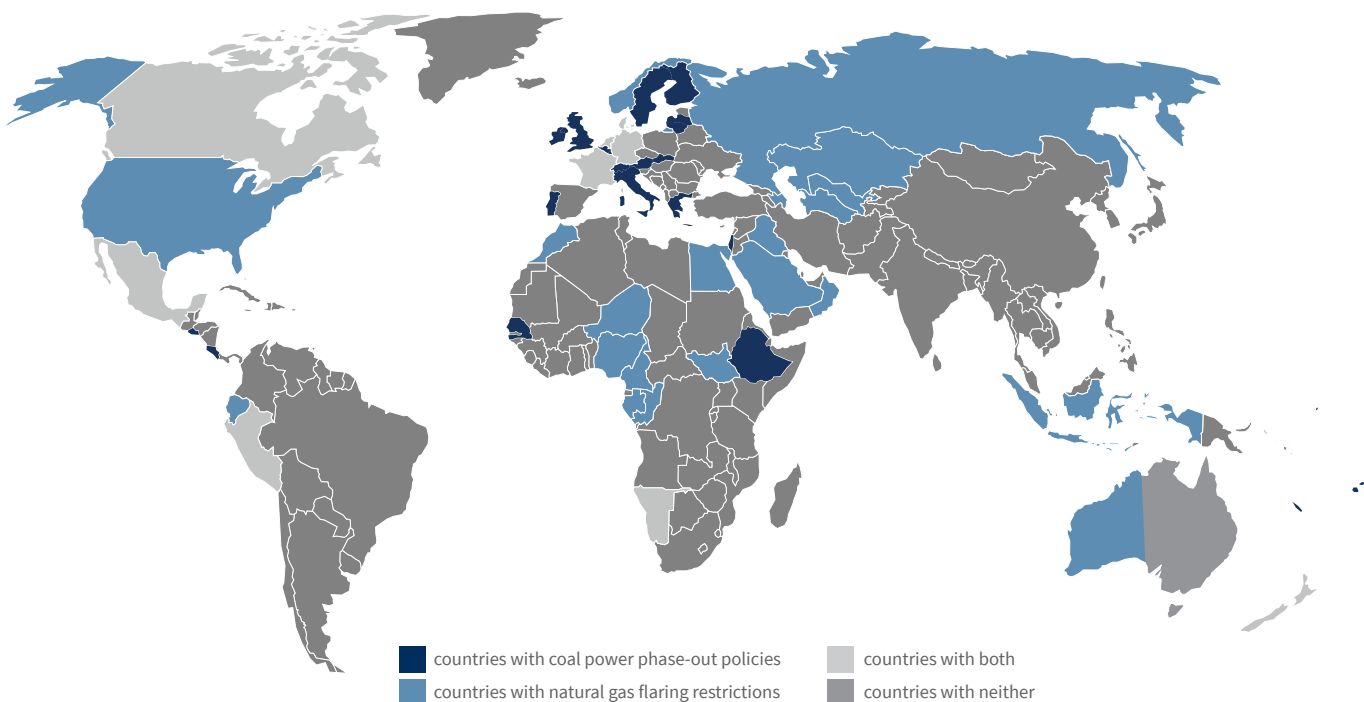 countries with coal power phase-out policies
countries with natural gas flaring restrictions
countries with both
countries with neither